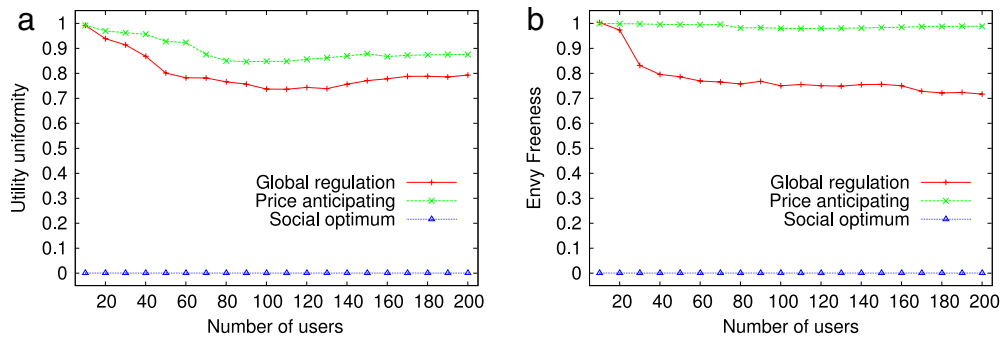 a
1
0.9
0.8
0.7
0.6
0.5
0.4
0.3
0.2
0.1
0
Utility uniformity
Global regulation
Price anticipating
Social optimum
20 40 60 80 100 120 140 160 180 200
Number of users
b
1
0.9
0.8
0.7
0.6
0.5
0.4
0.3
0.2
0.1
0
Envy Freeness
Global regulation
Price anticipating
Social optimum
20 40 60 80 100 120 140 160 180 200
Number of users